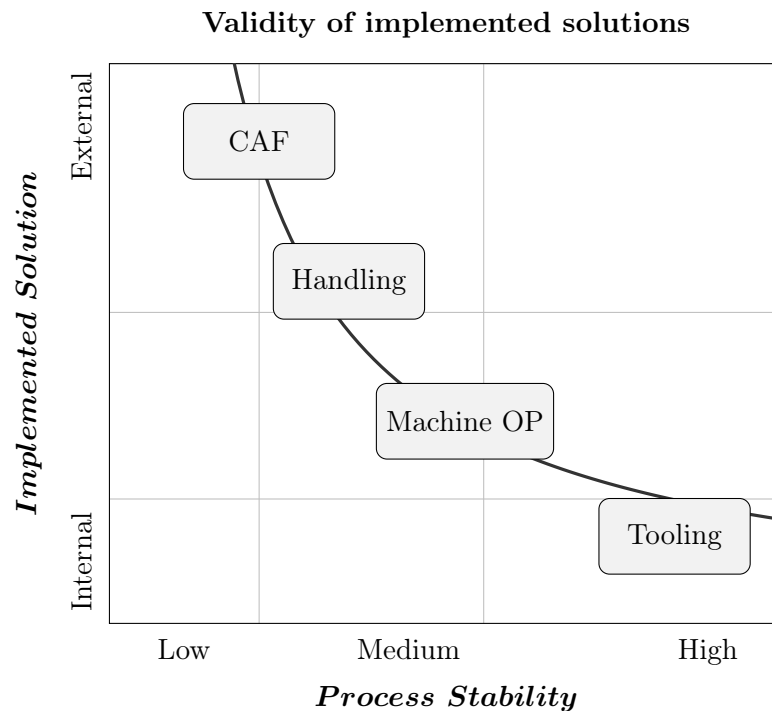 Validity of implemented solutions
External
CAF
Implemented Solution
Handling
Machine OP
Internal
Tooling
Low
Medium
High
Process Stability